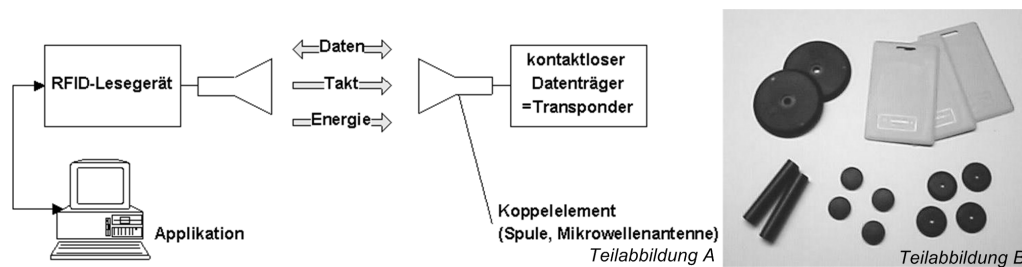 RFID-Lesegerät
Daten
Takt
Energie
kontaktloser
Datenträger
=Transponder
Applikation
Koppelelement
(Spule, Mikrowellenantenne)
Teilabbildung A
Teilabbildung B